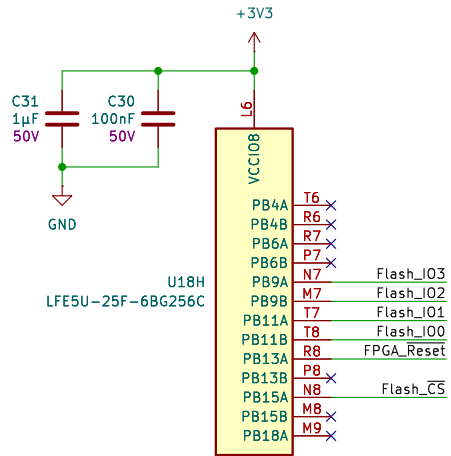 +3V3
C31
1µF
50V
C30
100nF
50V
GND
L6
VCCIO8
U18H
LFE5U-25F-6BG256C
PB4A T6
PB4B R6
PB6A R7
PB6B P7
PB9A N7 Flash_IO3
PB9B M7 Flash_IO2
PB11A T7 Flash_IO1
PB11B T8 Flash_IO0
PB13A R8 FPGA_Reset
PB13B P8
PB15A N8 Flash_CS
PB15B M8
PB18A M9